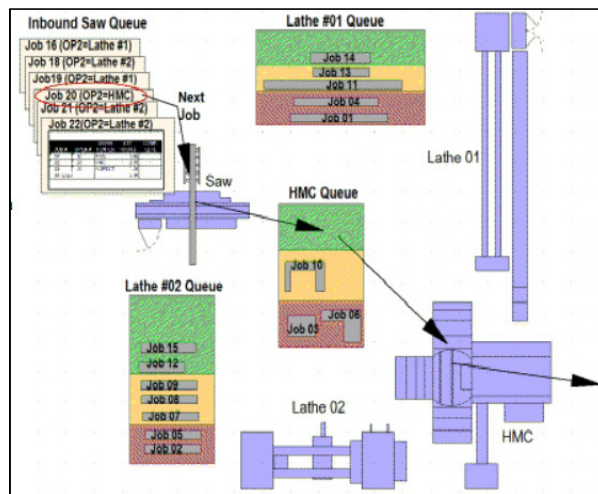 Inbound Saw Queue
Job 16 (OP2=Lathe #1)
Job 18 (OP2=Lathe #2)
Job19 (OP2=Lathe #1)
Job 20 (OP2=HMC)
Job 21 (OP2=Lathe #2)
Job 22(OP2=Lathe #2)
Next
Job
Saw
Lathe #01 Queue
Job 14
Job 13
Job 11
Job 04
Job 01
Lathe 01
HMC Queue
Job 10
Job 06
Job 03
Lathe #02 Queue
Job 15
Job 12
Job 09
Job 08
Job 07
Job 05
Job 02
Lathe 02
HMC